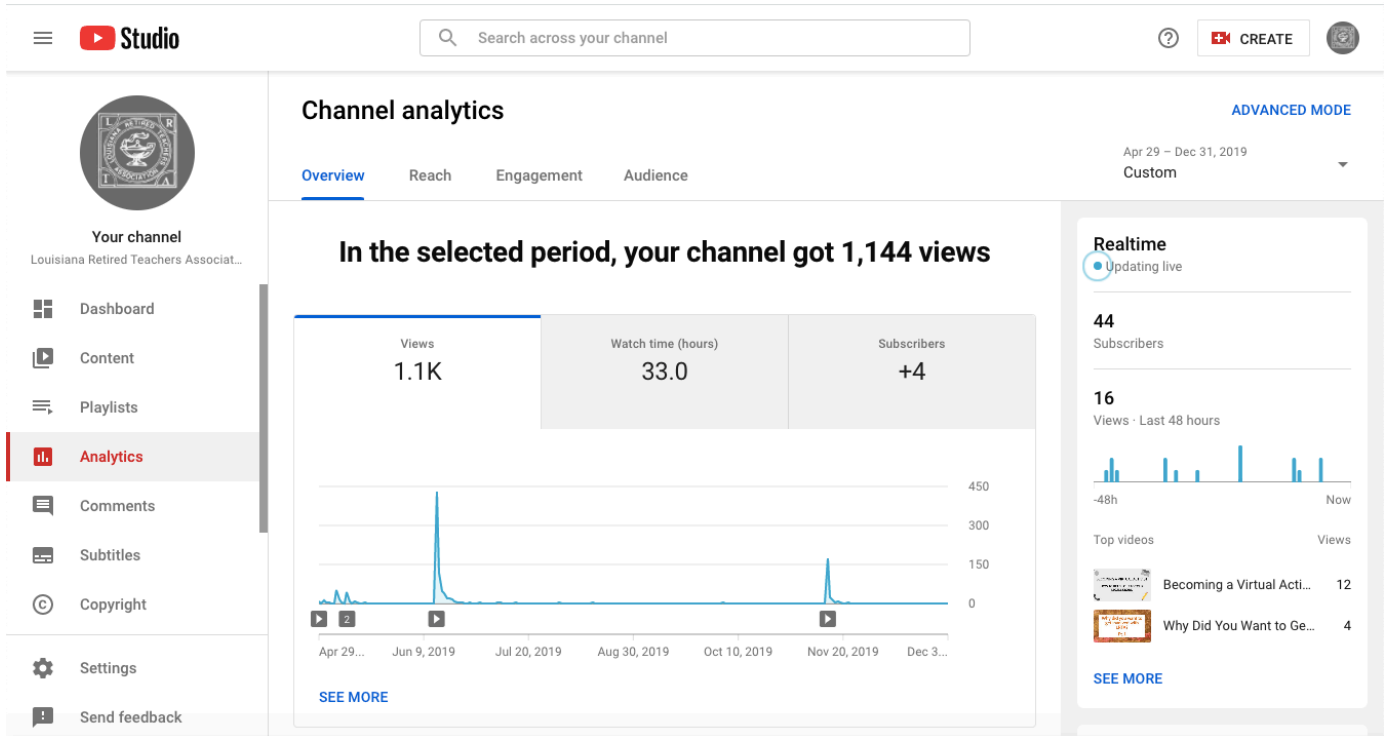 Studio
Search across your channel
CREATE
LOUISIANA RETIRED TEACHERS ASSOCIATION
L R
T A
Your channel
Louisiana Retired Teachers Associat...
Dashboard
Content
Playlists
Analytics
Comments
Subtitles
Copyright
Settings
Send feedback
Channel analytics
ADVANCED MODE
Overview
Reach
Engagement
Audience
Apr 29 – Dec 31, 2019
Custom
In the selected period, your channel got 1,144 views
Views
1.1K
Watch time (hours)
33.0
Subscribers
+4
450
300
150
0
2
Apr 29...
Jun 9, 2019
Jul 20, 2019
Aug 30, 2019
Oct 10, 2019
Nov 20, 2019
Dec 3...
SEE MORE
Realtime
Updating live
44
Subscribers
16
Views · Last 48 hours
-48h
Now
Top videos
Views
Becoming a Virtual Acti...
12
Why Did You Want to Ge...
4
SEE MORE